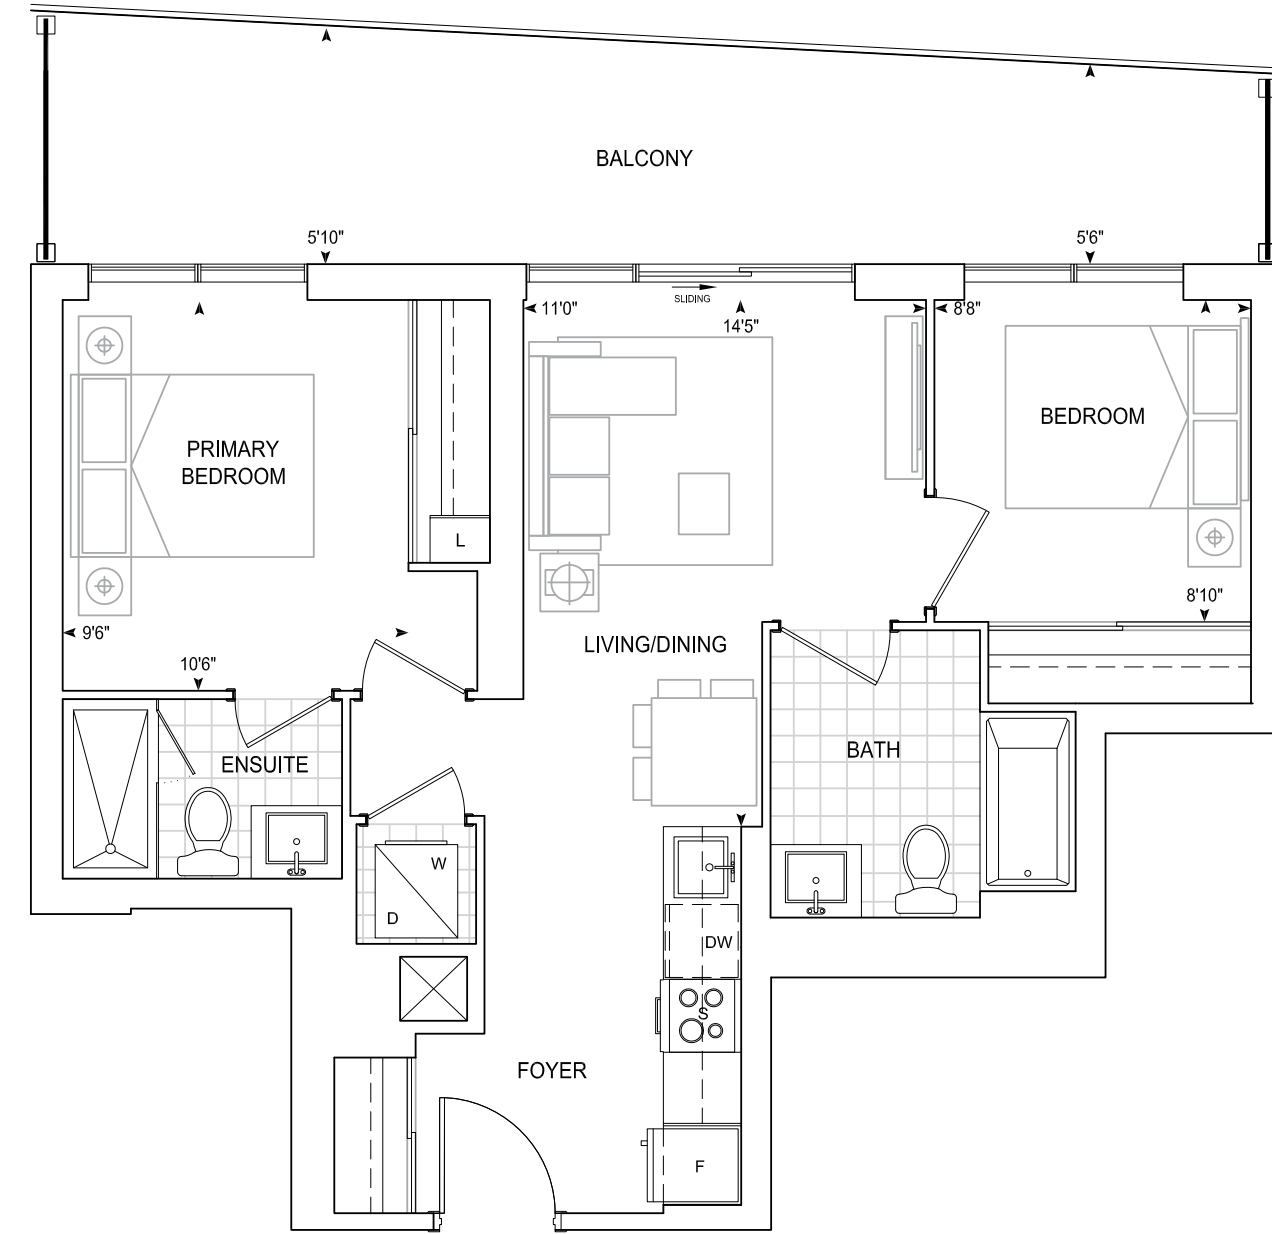 BALCONY
5'10"
5'6"
SLIDING
11'0"
8'8"
14'5"
BEDROOM
PRIMARY
BEDROOM
L
8'10"
9'6"
LIVING/DINING
10'6"
ENSUITE
BATH
W
D
DW
S
FOYER
F